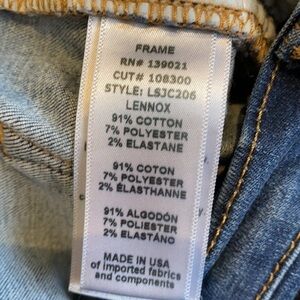 FRAME
RN# 139021
CUT# 108300
STYLE: LSJC206
LENNOX
91% COTTON
7% POLYESTER
2% ELASTANE
91% COTON
7% POLYESTER
2% ÉLASTHANNE
91% ALGODÓN
7% POLIESTER
2% ELASTÁNO
MADE IN USA
of imported fabrics
and components